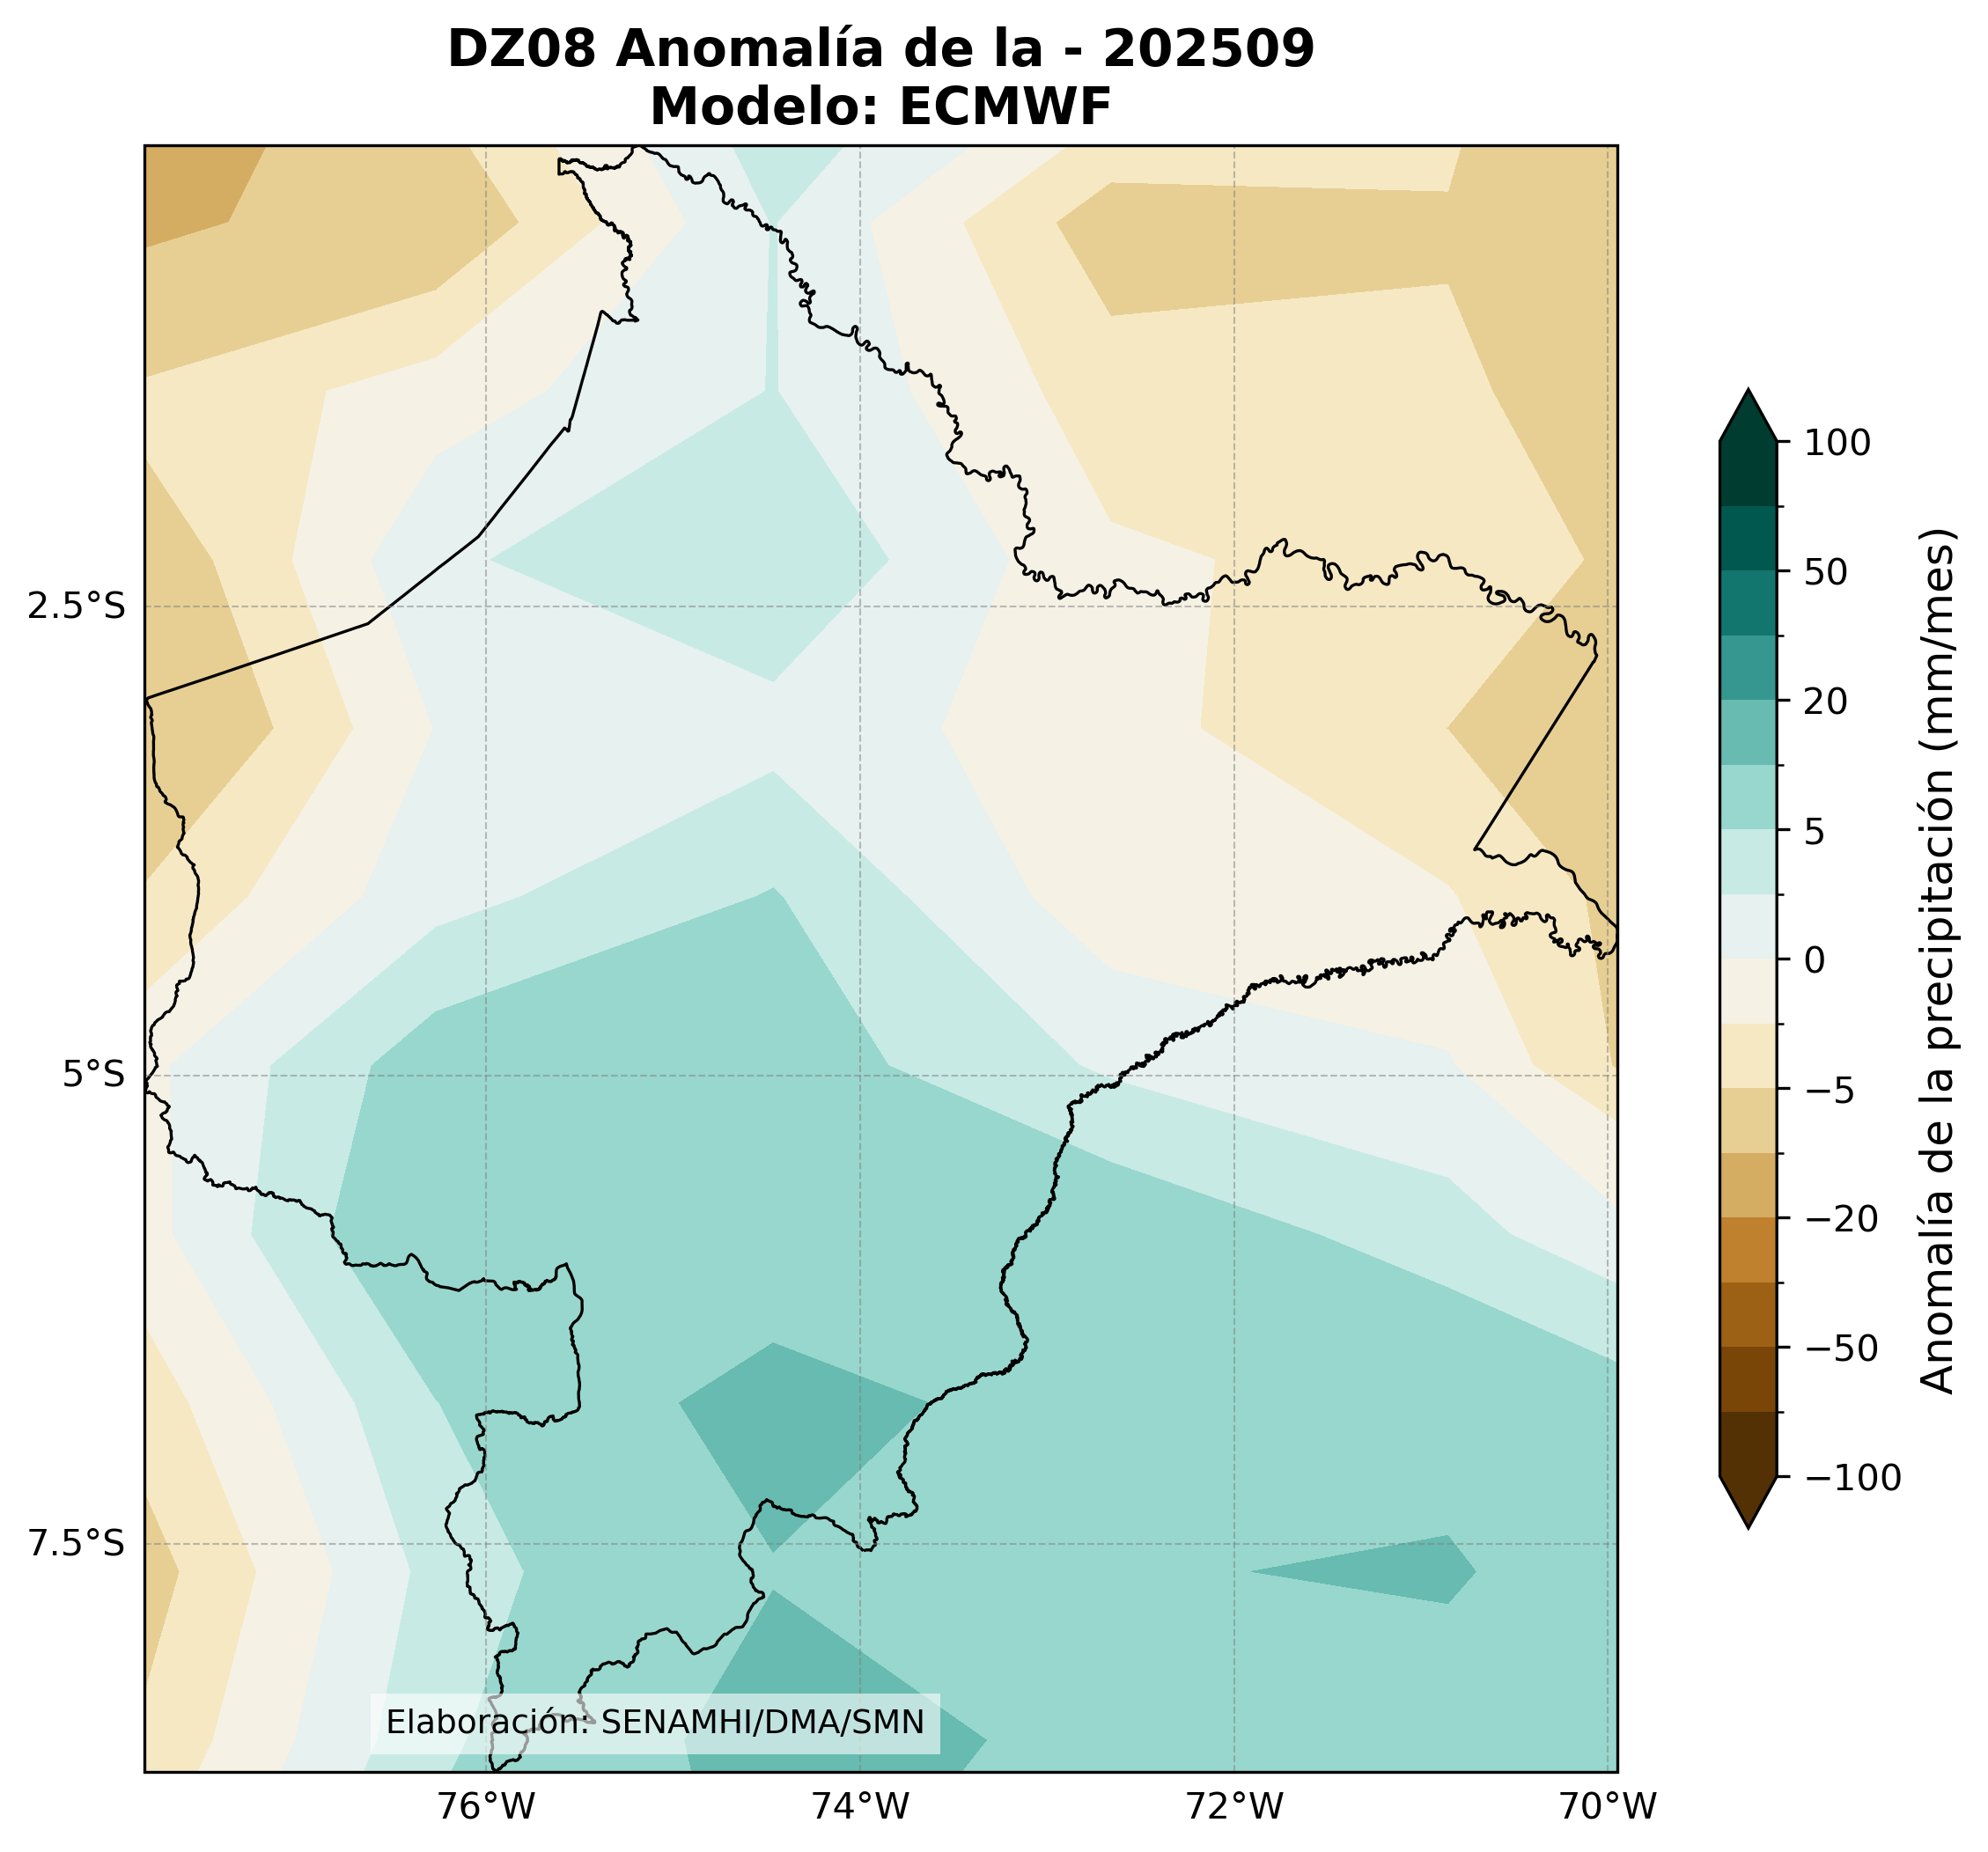 DZ08 Anomalía de la - 202509
Modelo: ECMWF
2.5°S
5°S
7.5°S
76°W
74°W
72°W
70°W
Elaboración: SENAMHI/DMA/SMN
100
50
20
5
0
−5
−20
−50
−100
Anomalía de la precipitación (mm/mes)